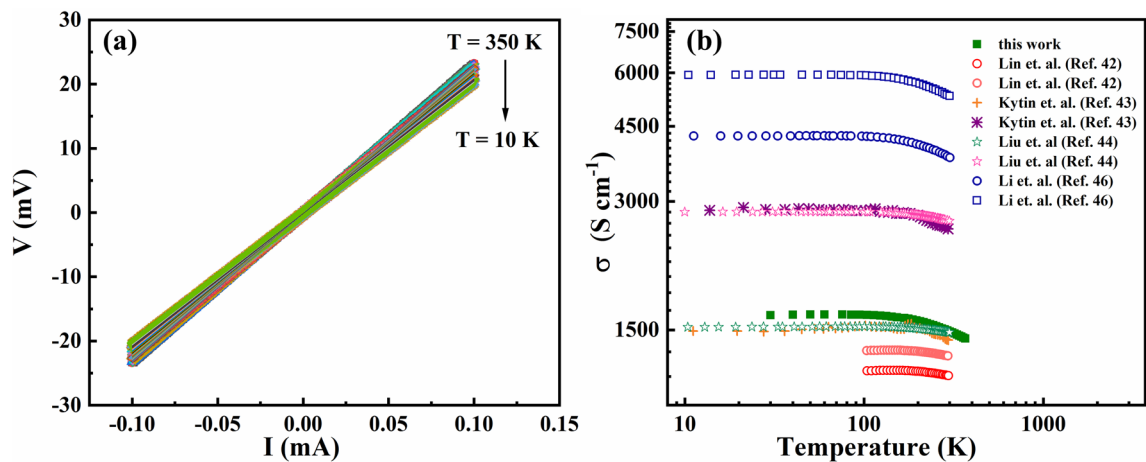 (a)
T = 350 K
T = 10 K
30
20
10
0
-10
-20
-30
V (mV)
-0.10
-0.05
0.00
0.05
0.10
0.15
I (mA)
(b)
this work
Lin et. al. (Ref. 42)
Lin et. al. (Ref. 42)
Kytin et. al. (Ref. 43)
Kytin et. al. (Ref. 43)
Liu et. al (Ref. 44)
Liu et. al (Ref. 44)
Li et. al. (Ref. 46)
Li et. al. (Ref. 46)
7500
6000
4500
3000
1500
σ (S cm⁻¹)
10
100
1000
Temperature (K)